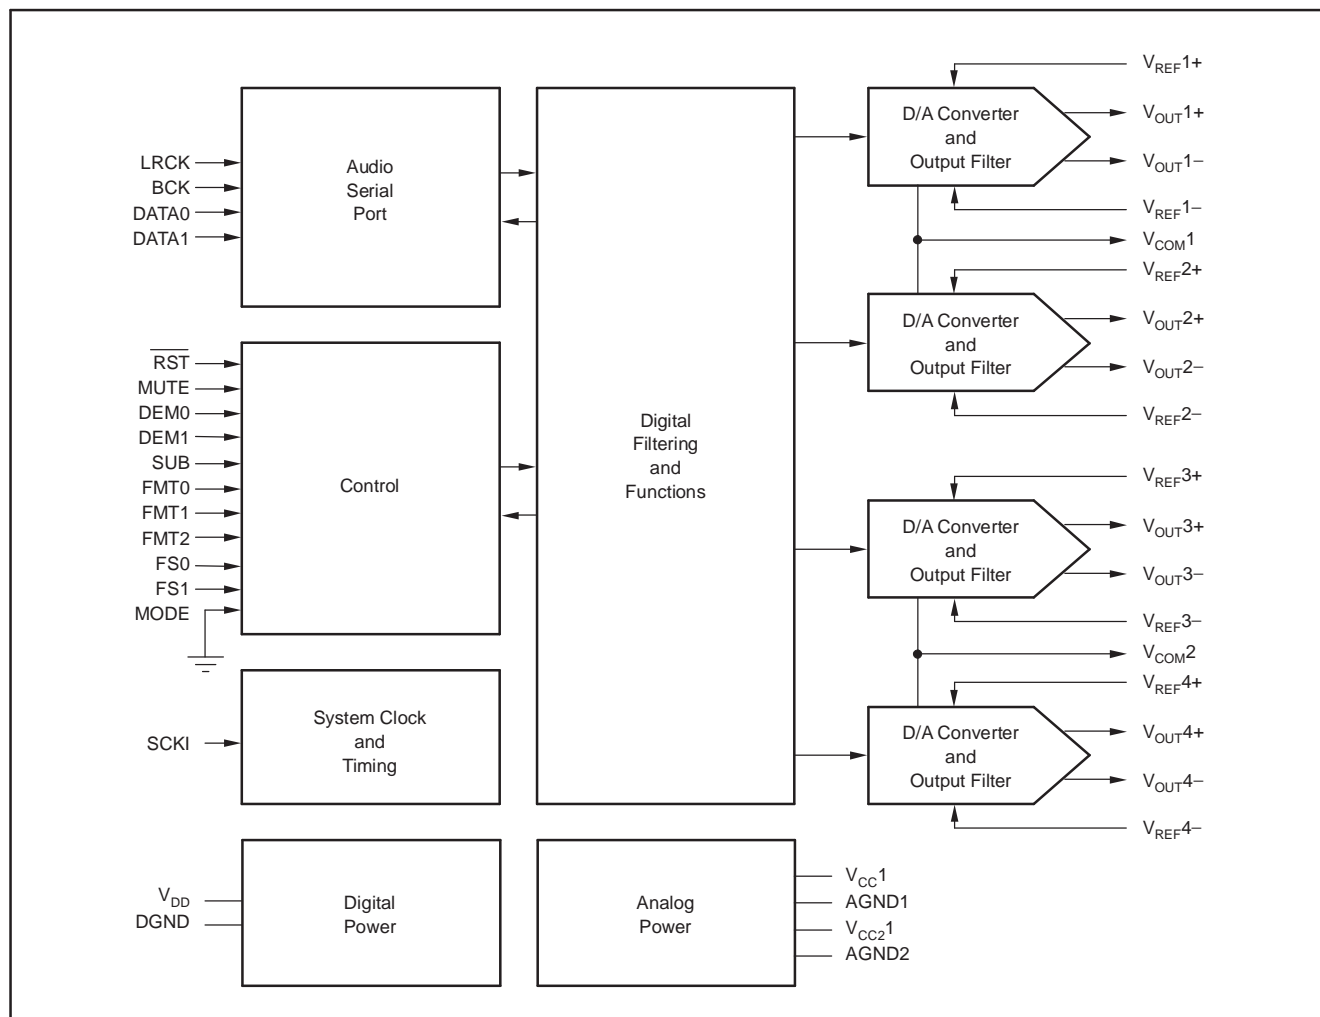 LRCK
BCK
DATA0
DATA1
Audio
Serial
Port
RST
MUTE
DEM0
DEM1
SUB
FMT0
FMT1
FMT2
FS0
FS1
MODE
Control
SCKI
System Clock
and
Timing
VDD
DGND
Digital
Power
Digital
Filtering
and
Functions
Analog
Power
VCC1
AGND1
VCC21
AGND2
D/A Converter
and
Output Filter
VREF1+
VOUT1+
VOUT1−
VREF1−
VCOM1
D/A Converter
and
Output Filter
VREF2+
VOUT2+
VOUT2−
VREF2−
D/A Converter
and
Output Filter
VREF3+
VOUT3+
VOUT3−
VREF3−
VCOM2
D/A Converter
and
Output Filter
VREF4+
VOUT4+
VOUT4−
VREF4−